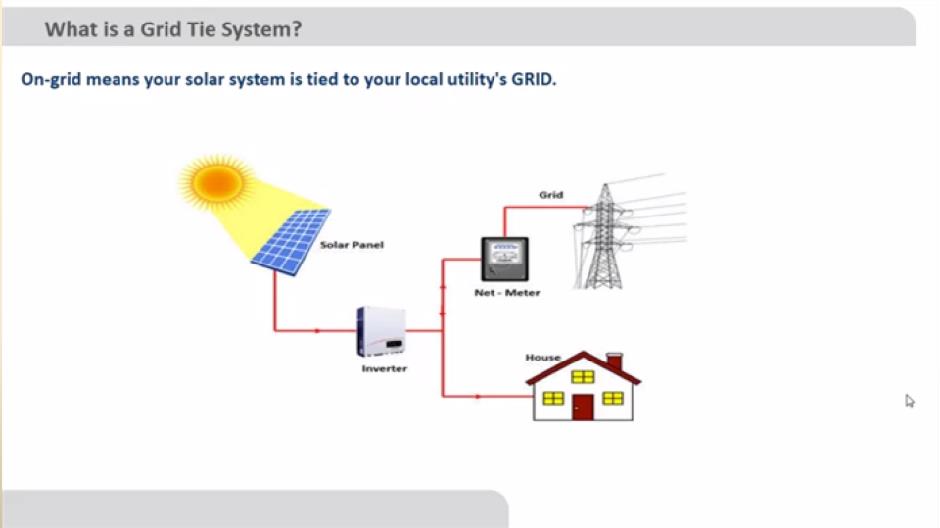 What is a Grid Tie System?
On-grid means your solar system is tied to your local utility's GRID.
Grid
Solar Panel
Net - Meter
House
Inverter